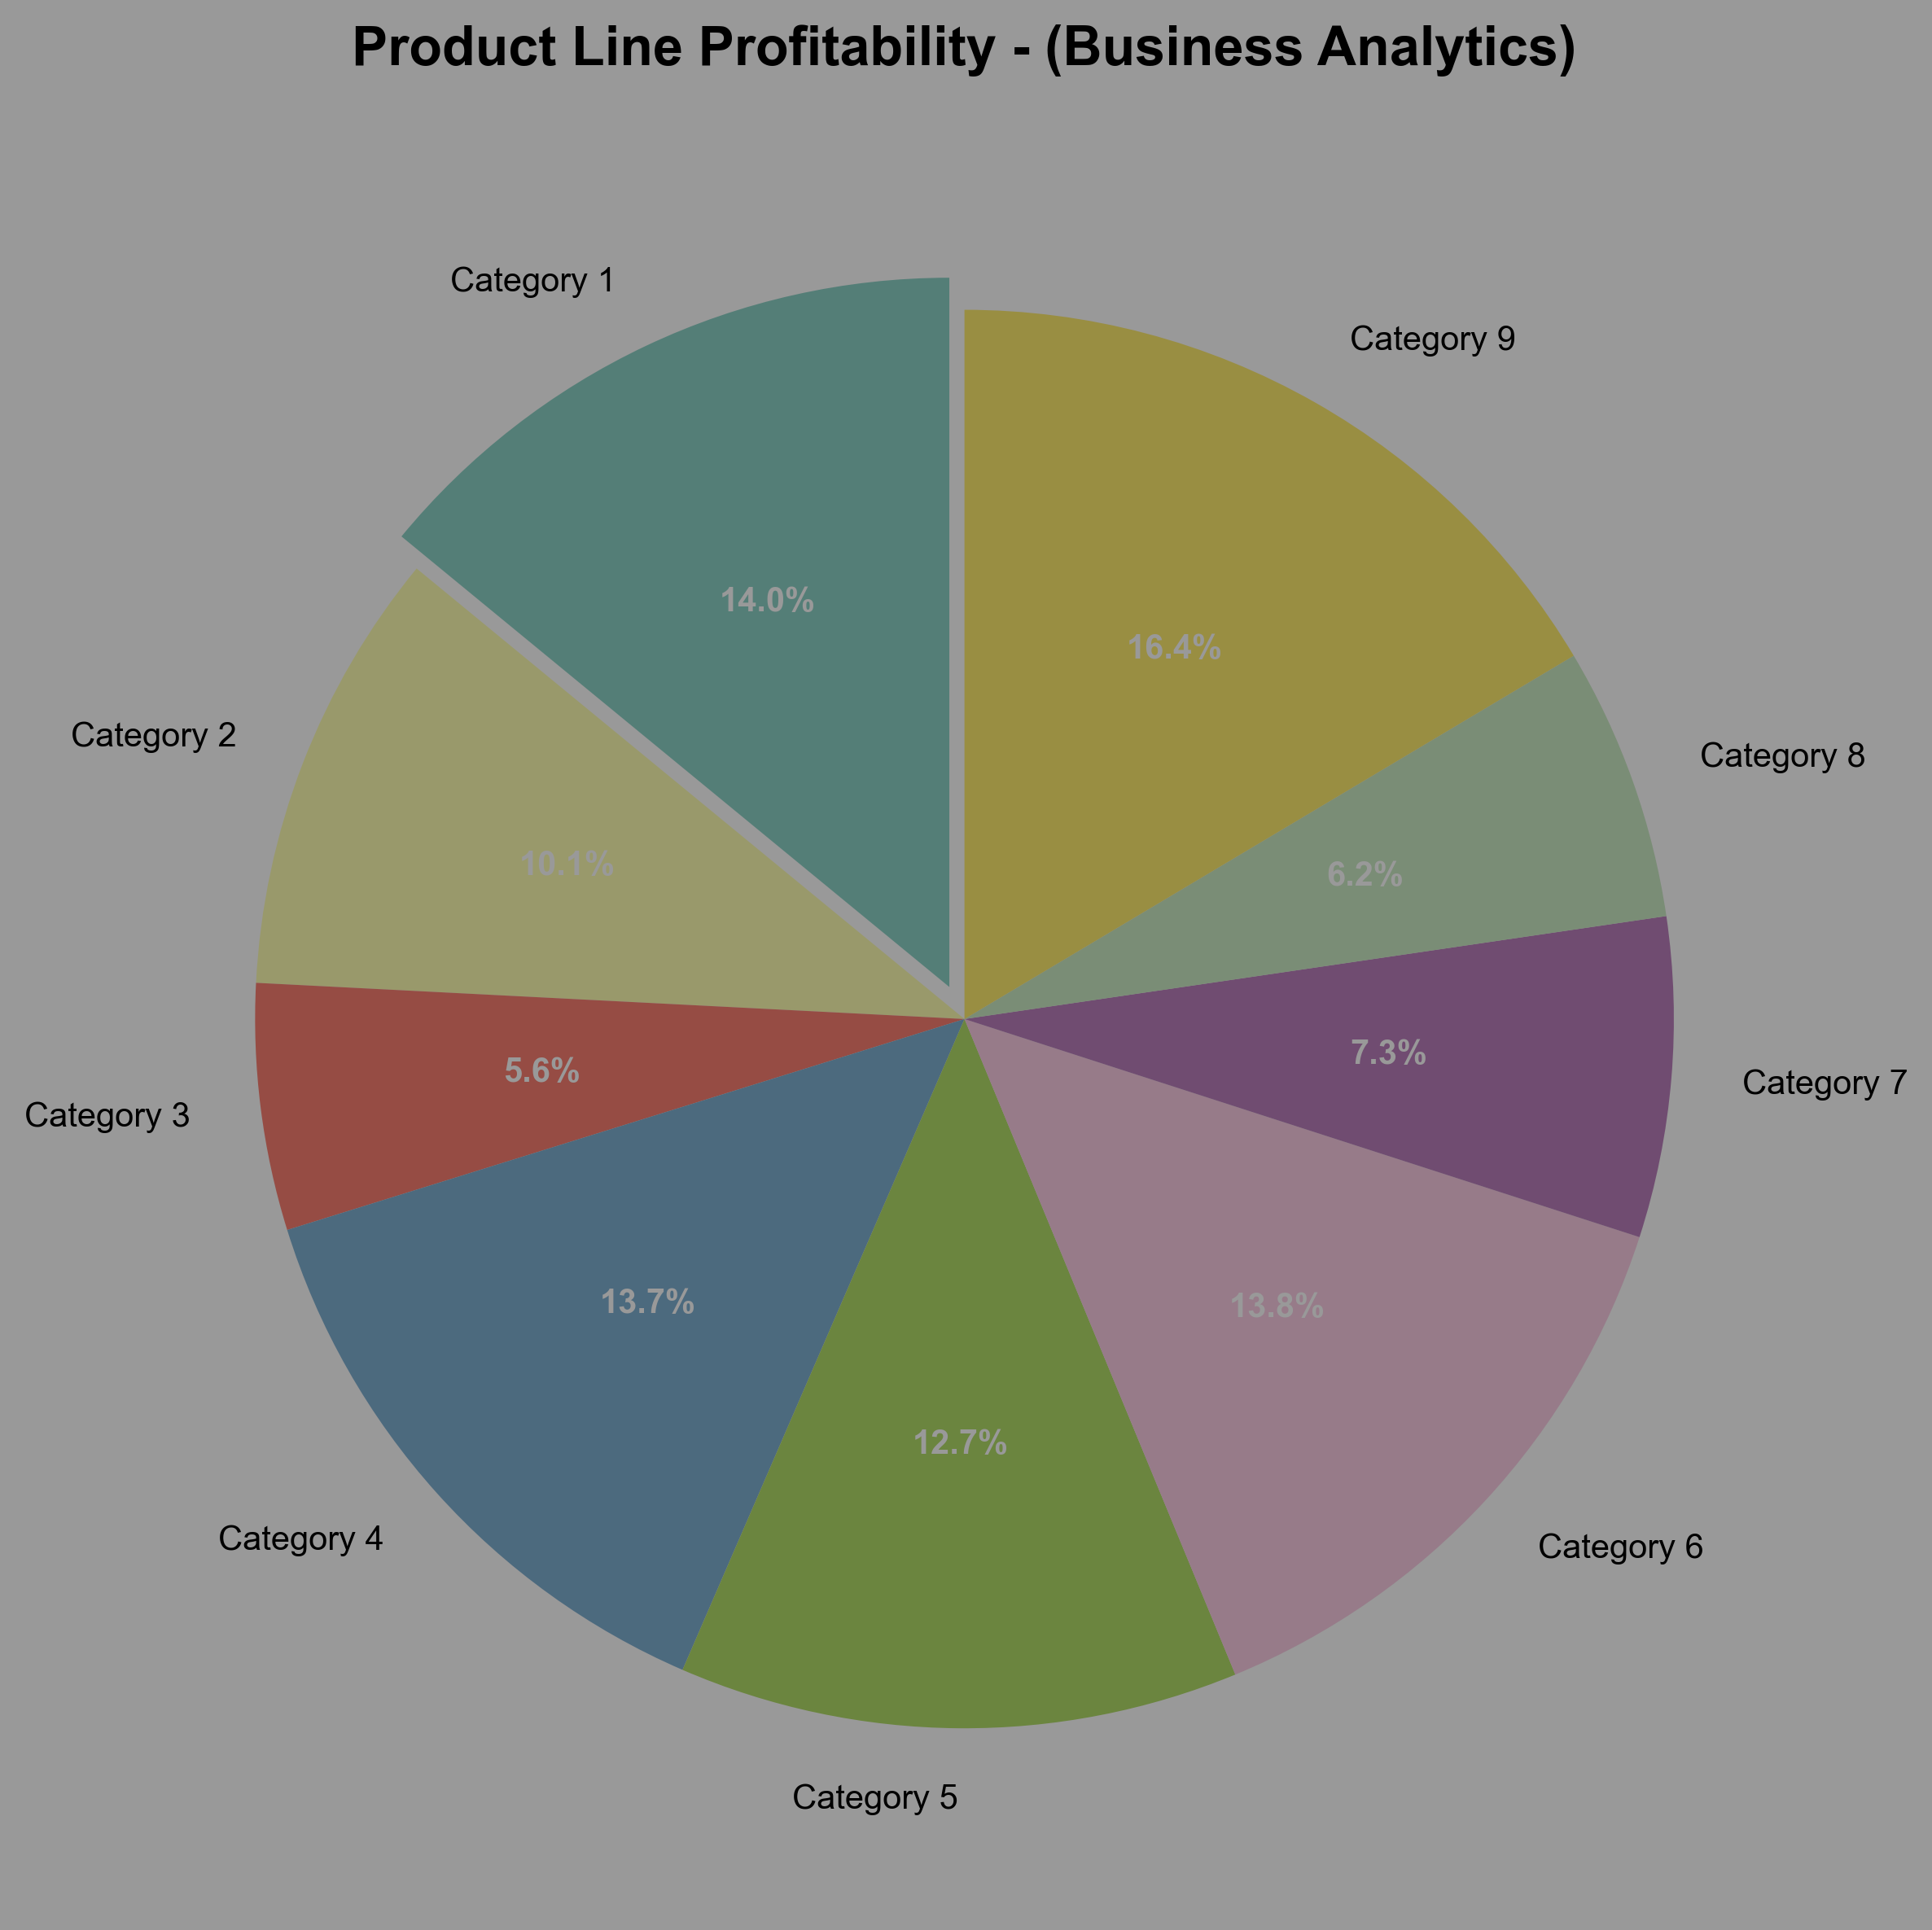 Product Line Profitability - (Business Analytics)
Category 1
Category 9
14.0%
16.4%
Category 2
Category 8
10.1%
6.2%
7.3%
5.6%
Category 7
Category 3
13.7%
13.8%
12.7%
Category 4
Category 6
Category 5